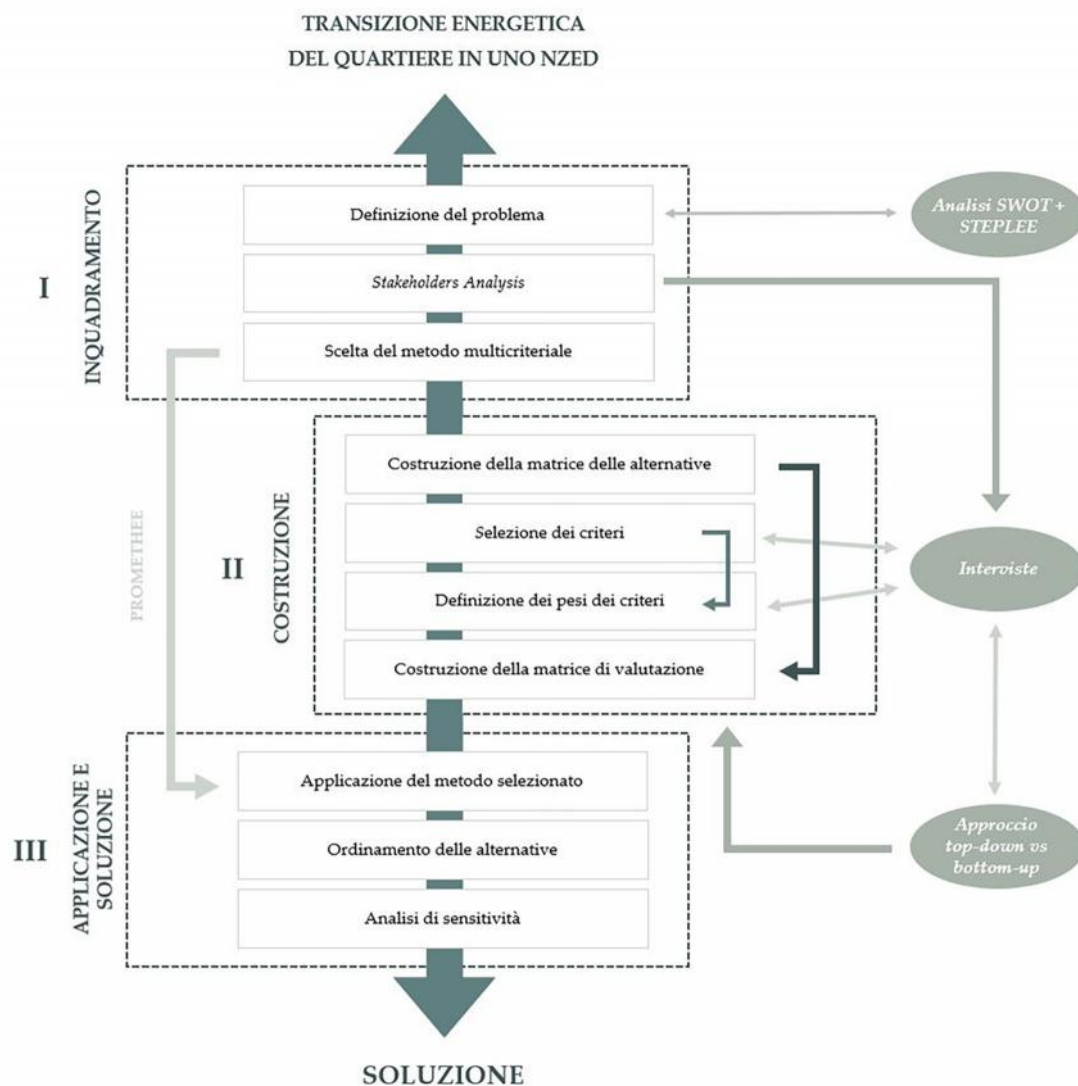 TRANSIZIONE ENERGETICA
DEL QUARTIERE IN UNO NZED
I
INQUADRAMENTO
Definizione del problema
Stakeholders Analysis
Scelta del metodo multicriteriale
Analisi SWOT +
STEPLEE
PROMETHEE
II
COSTRUZIONE
Costruzione della matrice delle alternative
Selezione dei criteri
Definizione dei pesi dei criteri
Costruzione della matrice di valutazione
Interviste
III
APPLICAZIONE E
SOLUZIONE
Applicazione del metodo selezionato
Ordinamento delle alternative
Analisi di sensitività
Approccio
top-down vs
bottom-up
SOLUZIONE